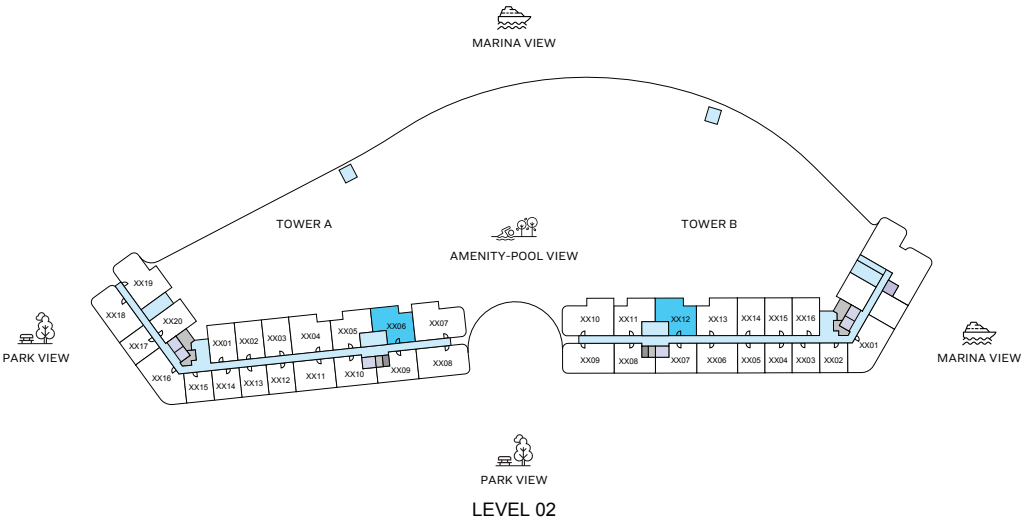 MARINA VIEW
TOWER A
TOWER B
AMENITY-POOL VIEW
XX19
XX18
XX20
XX17
XX16
XX01
XX02
XX03
XX04
XX05
XX06
XX07
XX15
XX14
XX13
XX12
XX11
XX10
XX09
XX08
XX10
XX11
XX12
XX13
XX14
XX15
XX16
XX09
XX08
XX07
XX06
XX05
XX04
XX03
XX02
XX01
PARK VIEW
MARINA VIEW
PARK VIEW
LEVEL 02